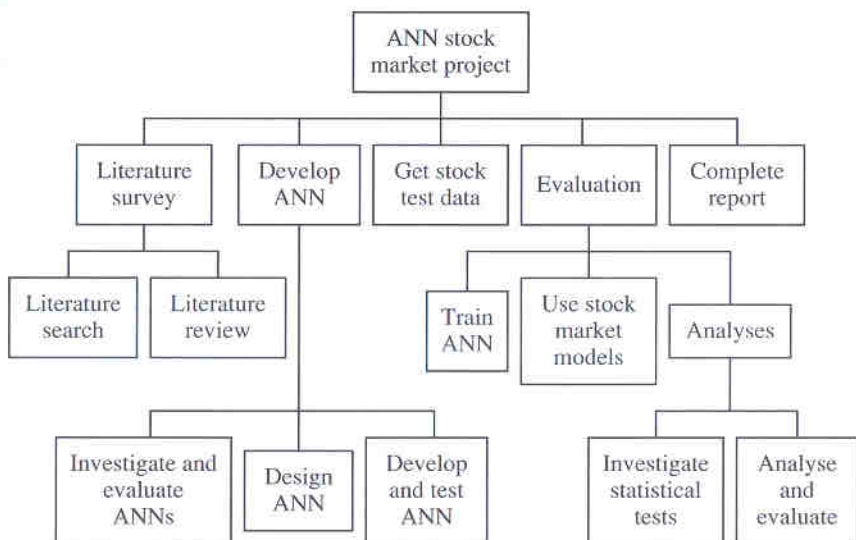 ANN stock
market project
Literature
survey
Develop
ANN
Get stock
test data
Evaluation
Complete
report
Literature
search
Literature
review
Train
ANN
Use stock
market
models
Analyses
Investigate and
evaluate
ANNs
Design
ANN
Develop
and test
ANN
Investigate
statistical
tests
Analyse
and
evaluate